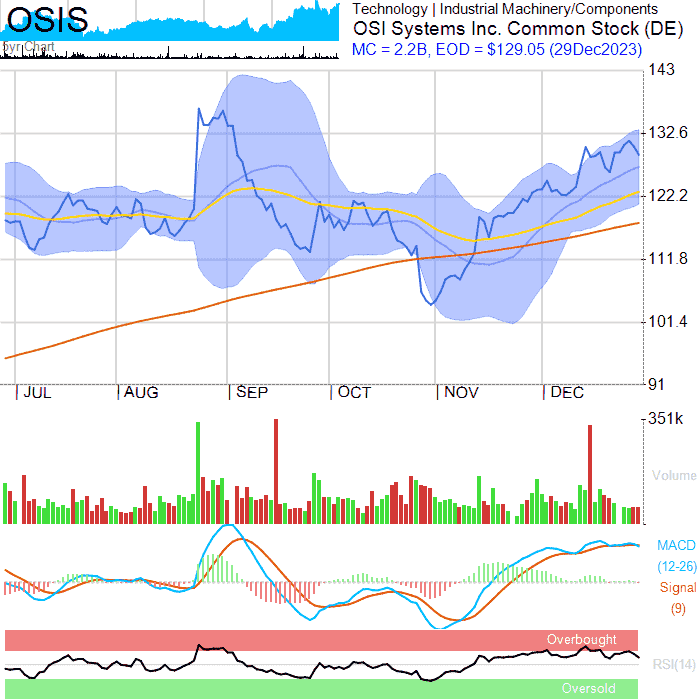 OSIS
5yr Chart
Technology | Industrial Machinery/Components
OSI Systems Inc. Common Stock (DE)
MC = 2.2B, EOD = $129.05 (29Dec2023)
143
132.6
122.2
111.8
101.4
91
JUL AUG SEP OCT NOV DEC
351k
Volume
MACD
(12-26)
Signal
(9)
Overbought
RSI(14)
Oversold